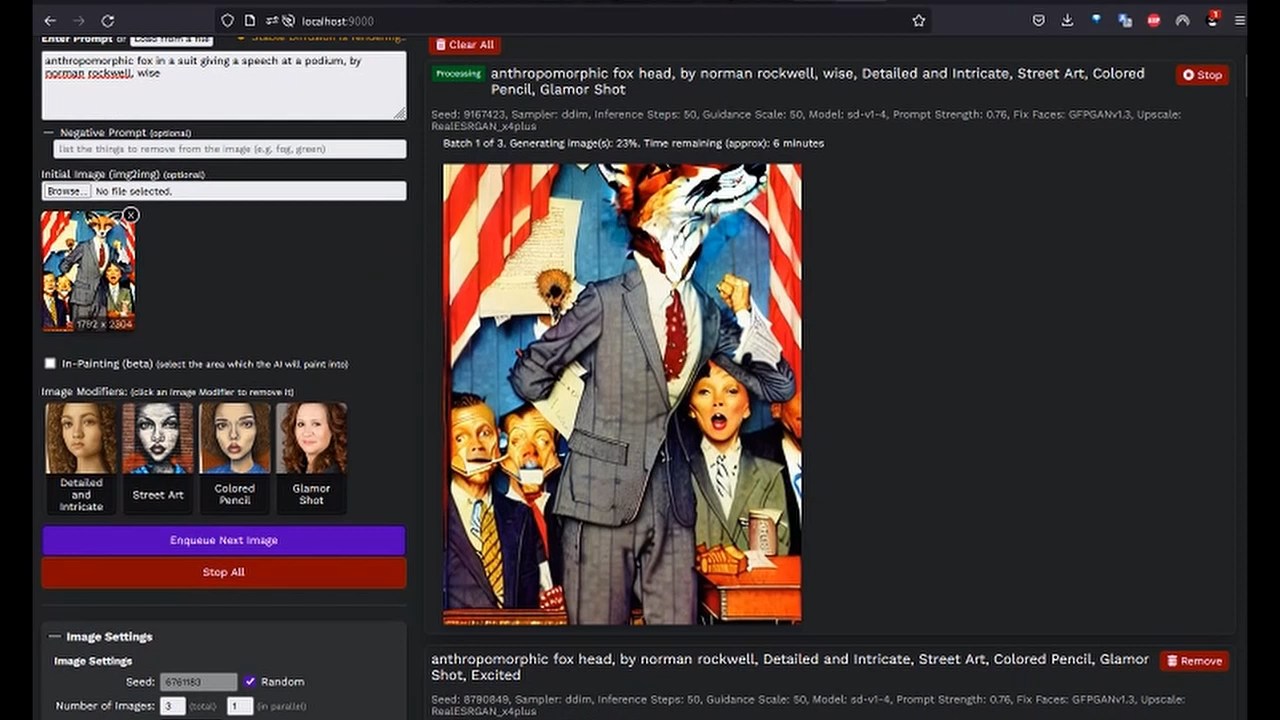 localhost:9000
1
Enter Prompt or Load from a file
Stable Diffusion is rendering..
anthropomorphic fox in a suit giving a speech at a podium, by
norman rockwell, wise
Negative Prompt (optional)
list the things to remove from the image (e.g. fog, green)
Initial Image (img2img) (optional)
Browse... No file selected.
X
1792 x 2304
In-Painting (beta) (select the area which the AI will paint into)
Image Modifiers: (click an Image Modifier to remove it)
Detailed
and
Intricate
Street Art
Colored
Pencil
Glamor
Shot
Enqueue Next Image
Stop All
Image Settings
Image Settings
Seed: 6761183 Random
Number of Images: 3 (total) 1 (in parallel)
Clear All
Processing anthropomorphic fox head, by norman rockwell, wise, Detailed and Intricate, Street Art, Colored
Pencil, Glamor Shot
Stop
Seed: 9167423, Sampler: ddim, Inference Steps: 50, Guidance Scale: 50, Model: sd-v1-4, Prompt Strength: 0.76, Fix Faces: GFPGANv1.3, Upscale:
RealESRGAN_x4plus
Batch 1 of 3. Generating image(s): 23%. Time remaining (approx): 6 minutes
anthropomorphic fox head, by norman rockwell, Detailed and Intricate, Street Art, Colored Pencil, Glamor
Shot, Excited
Remove
Seed: 8790849, Sampler: ddim, Inference Steps: 50, Guidance Scale: 50, Model: sd-v1-4, Prompt Strength: 0.76, Fix Faces: GFPGANv1.3, Upscale:
RealESRGAN_x4plus